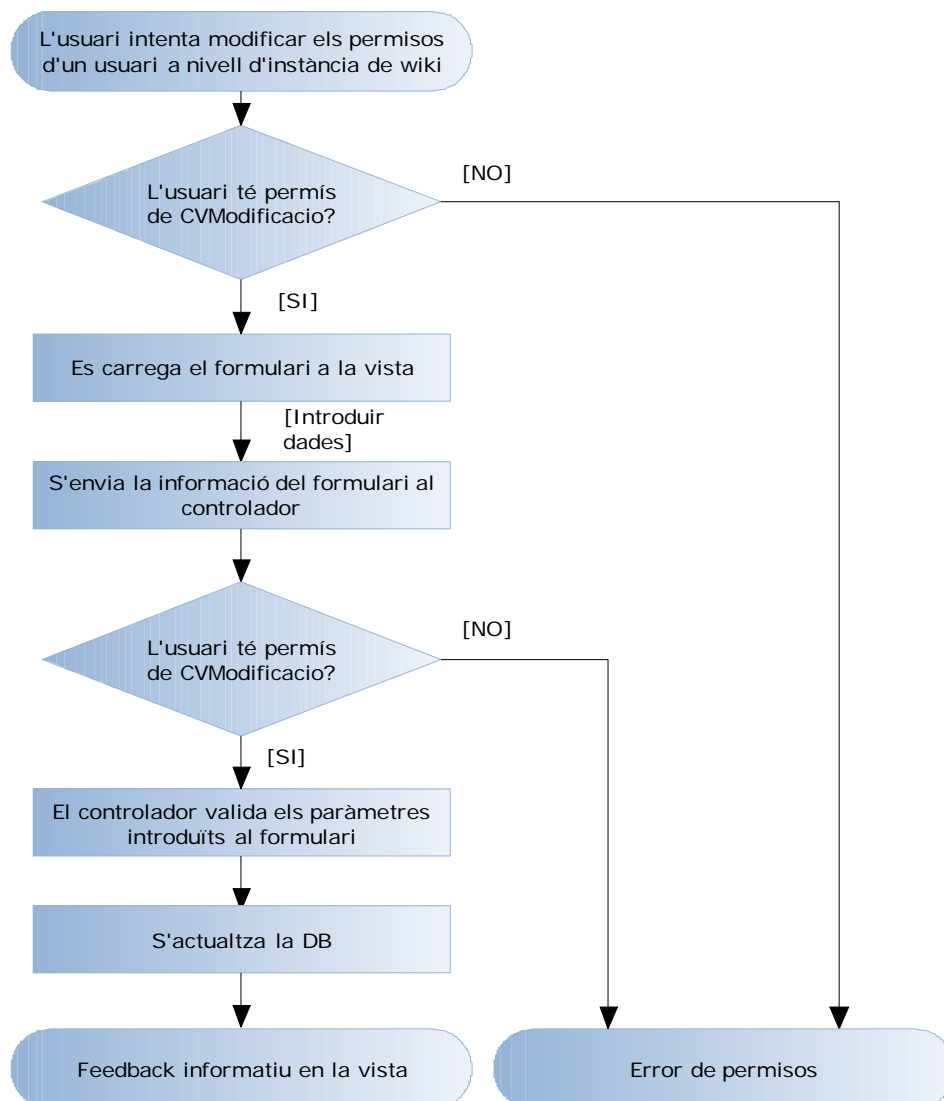 L'usuari intenta modificar els permisos
d'un usuari a nivell d'instància de wiki
[NO]
L'usuari té permís
de CVModificacio?
[SI]
Es carrega el formulari a la vista
[Introduir
dades]
S'envia la informació del formulari al
controlador
[NO]
L'usuari té permís
de CVModificacio?
[SI]
El controlador valida els paràmetres
introduïts al formulari
S'actualtza la DB
Feedback informatiu en la vista
Error de permisos